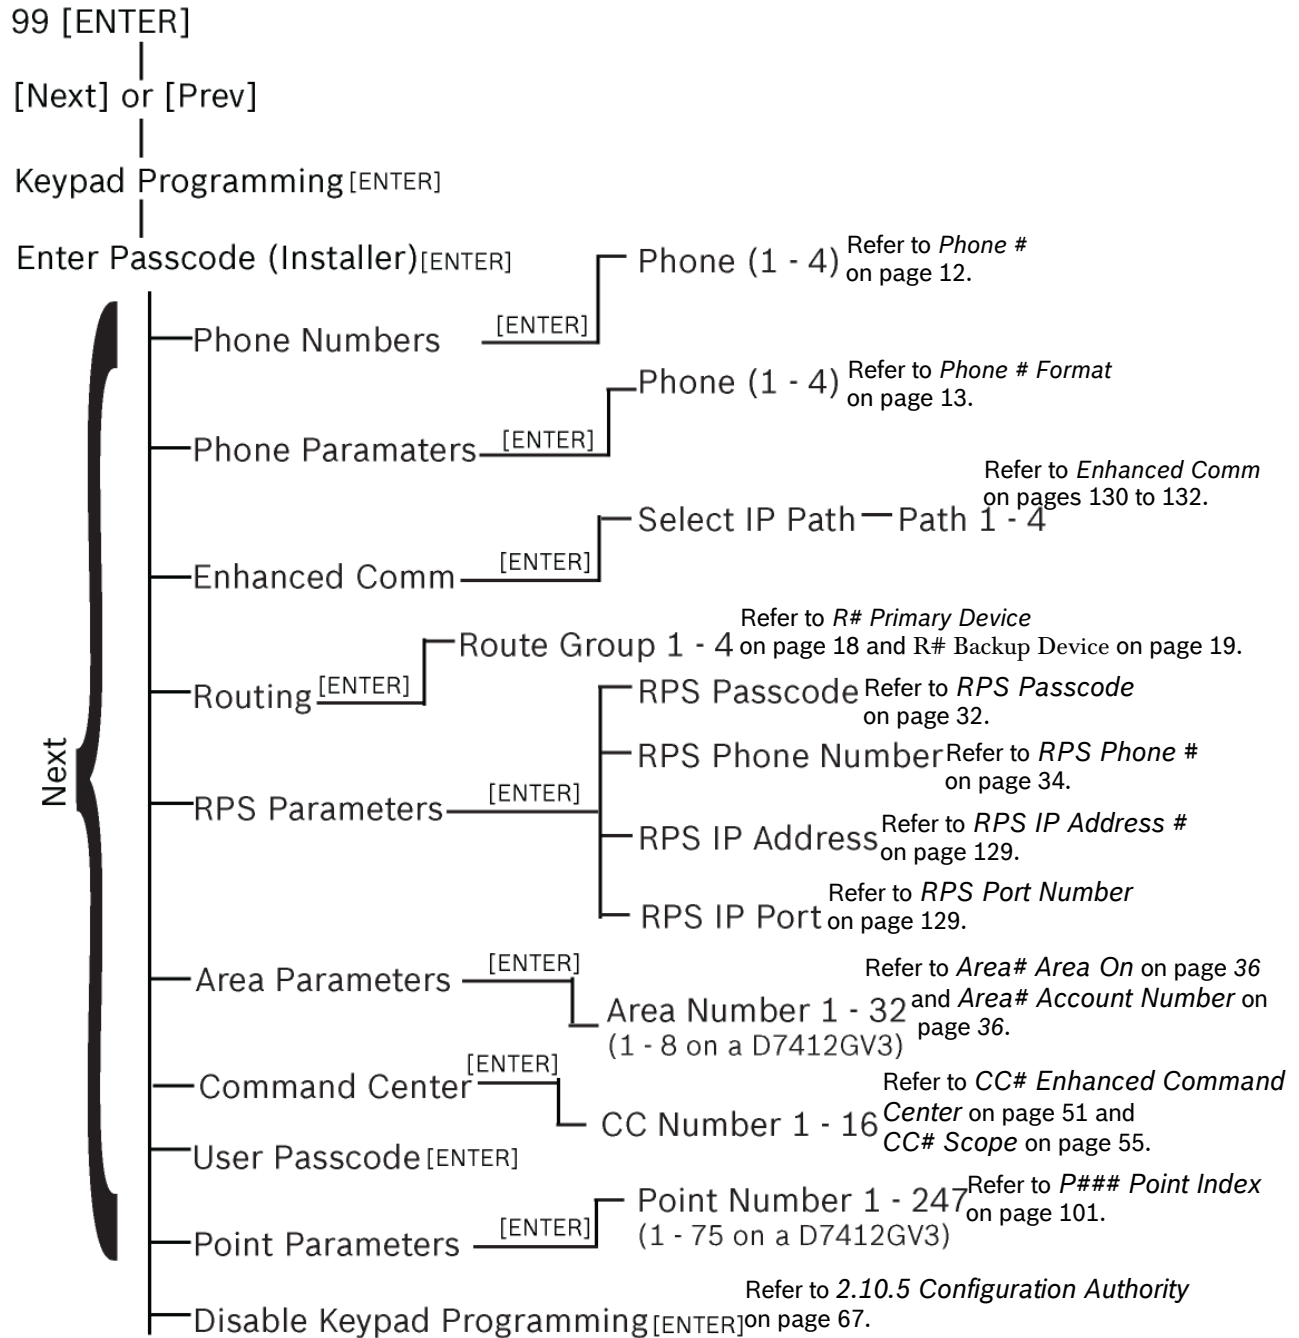 99 [ENTER]
[Next] or [Prev]
Keypad Programming [ENTER]
Enter Passcode (Installer) [ENTER]
Phone (1 - 4) Refer to Phone #
on page 12.
Phone Numbers [ENTER]
Phone (1 - 4) Refer to Phone # Format
on page 13.
Phone Paramaters [ENTER]
Refer to Enhanced Comm
on pages 130 to 132.
Select IP Path — Path 1 - 4
Enhanced Comm [ENTER]
Refer to R# Primary Device
Route Group 1 - 4 on page 18 and R# Backup Device on page 19.
Routing [ENTER]
RPS Passcode Refer to RPS Passcode
on page 32.
RPS Phone Number Refer to RPS Phone #
on page 34.
Next
RPS Parameters [ENTER]
RPS IP Address Refer to RPS IP Address #
on page 129.
Refer to RPS Port Number
RPS IP Port on page 129.
Area Parameters [ENTER]
Refer to Area# Area On on page 36
Area Number 1 - 32 and Area# Account Number on
page 36.
(1 - 8 on a D7412GV3)
Command Center [ENTER]
Refer to CC# Enhanced Command
CC Number 1 - 16 Center on page 51 and
CC# Scope on page 55.
User Passcode [ENTER]
Point Number 1 - 247 Refer to P### Point Index
on page 101.
(1 - 75 on a D7412GV3)
Point Parameters [ENTER]
Refer to 2.10.5 Configuration Authority
Disable Keypad Programming [ENTER] on page 67.